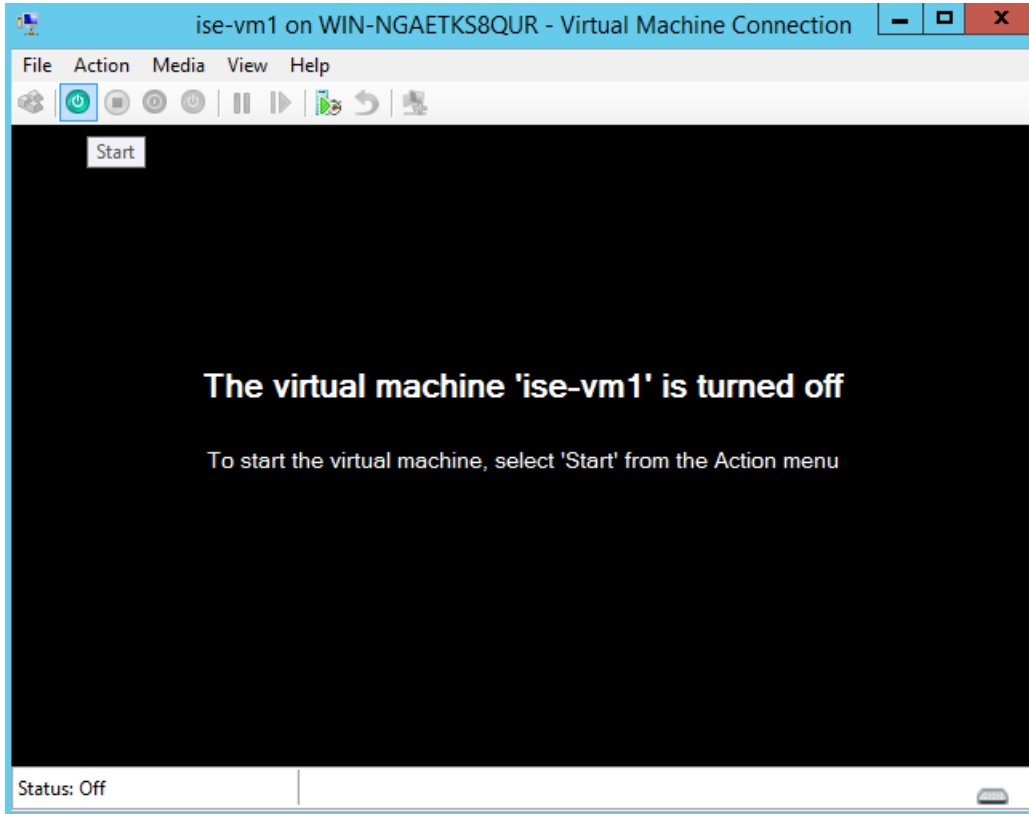 ise-vm1 on WIN-NGAETKS8QUR - Virtual Machine Connection
File Action Media View Help
Start
The virtual machine 'ise-vm1' is turned off
To start the virtual machine, select 'Start' from the Action menu
Status: Off